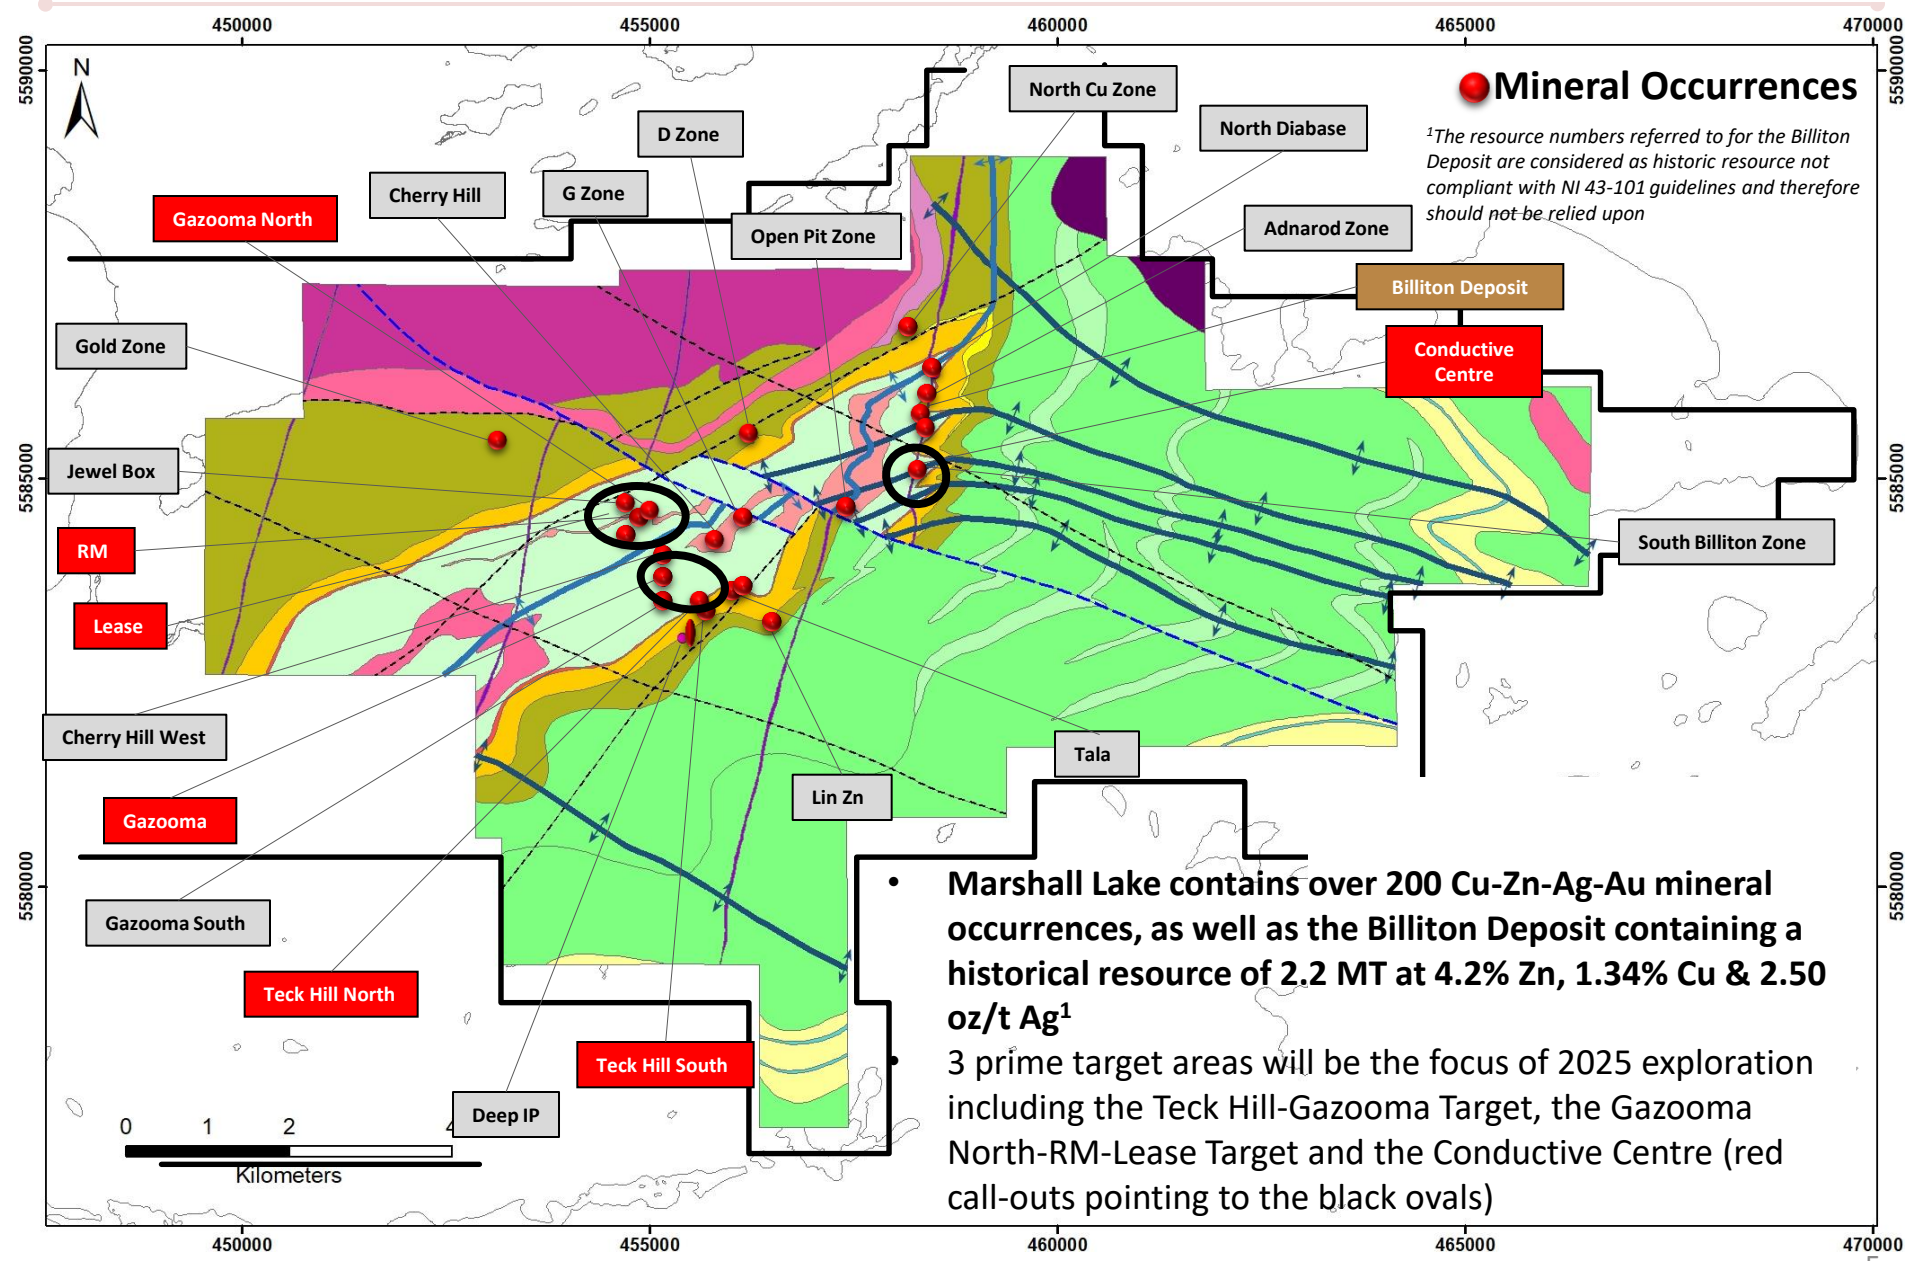 450000
455000
460000
465000
470000
5590000
5590000
N
Mineral Occurrences
North Cu Zone
D Zone
North Diabase
¹The resource numbers referred to for the Billiton
Deposit are considered as historic resource not
compliant with NI 43-101 guidelines and therefore
should not be relied upon
Cherry Hill
G Zone
Gazooma North
Open Pit Zone
Adnarod Zone
Billiton Deposit
Gold Zone
Conductive
Centre
Jewel Box
5585000
5585000
RM
South Billiton Zone
Lease
Cherry Hill West
Tala
Lin Zn
Gazooma
5580000
5580000
Gazooma South
Teck Hill North
Teck Hill South
Deep IP
• Marshall Lake contains over 200 Cu-Zn-Ag-Au mineral
occurrences, as well as the Billiton Deposit containing a
historical resource of 2.2 MT at 4.2% Zn, 1.34% Cu & 2.50
oz/t Ag¹
• 3 prime target areas will be the focus of 2025 exploration
including the Teck Hill-Gazooma Target, the Gazooma
North-RM-Lease Target and the Conductive Centre (red
call-outs pointing to the black ovals)
0 1 2 4
Kilometers
450000
455000
460000
465000
470000